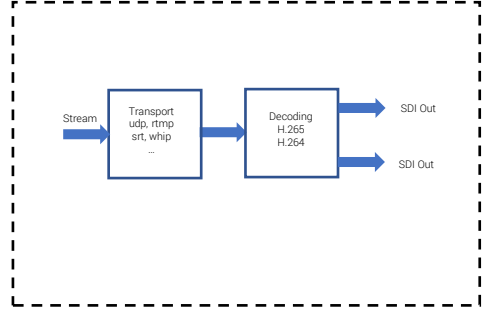 Stream
Transport
udp, rtmp
srt, whip
...
Decoding
H.265
H.264
SDI Out
SDI Out